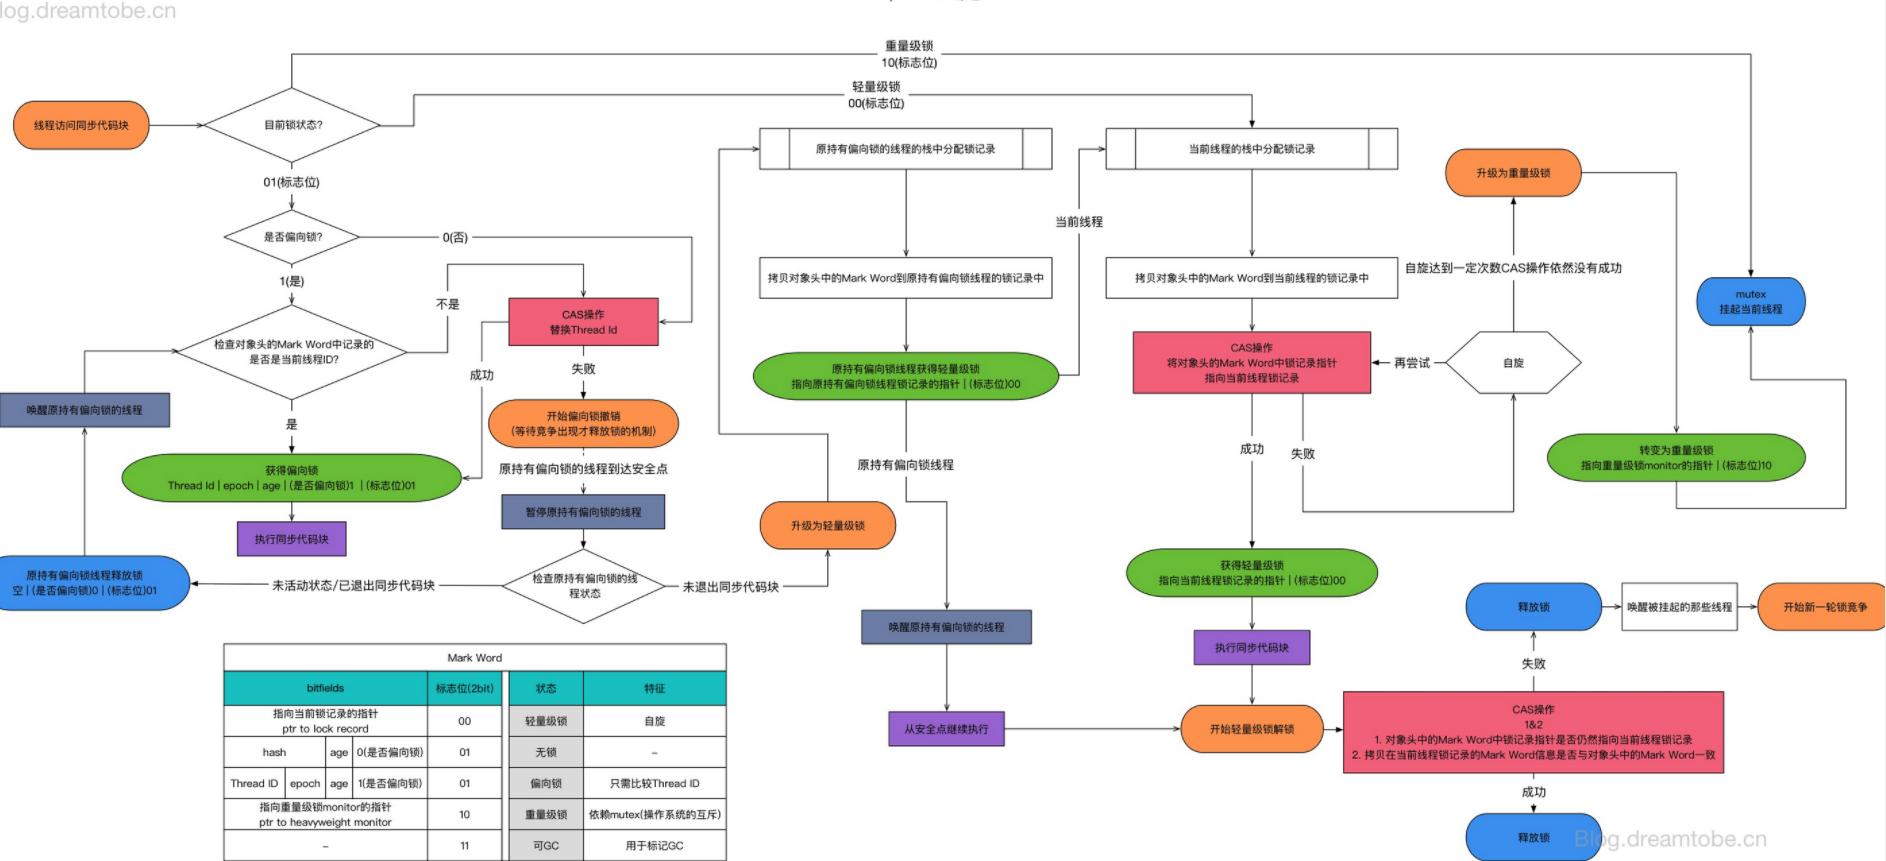 log.dreamtobe.cn
重量级锁
10(标志位)
轻量级锁
00(标志位)
线程访问同步代码块
目前锁状态?
01(标志位)
是否偏向锁?
0(否)
1(是)
不是
检查对象头的Mark Word中记录的
是否是当前线程ID?
CAS操作
替换Thread Id
成功
失败
唤醒原持有偏向锁的线程
是
开始偏向锁撤销
(等待竞争出现才释放锁的机制)
获得偏向锁
Thread Id | epoch | age | (是否偏向锁)1 | (标志位)01
原持有偏向锁的线程到达安全点
执行同步代码块
暂停原持有偏向锁的线程
原持有偏向锁线程释放锁
空 | (是否偏向锁)0 | (标志位)01
未活动状态/已退出同步代码块
检查原持有偏向锁的线
程状态
未退出同步代码块
升级为轻量级锁
原持有偏向锁的线程的栈中分配锁记录
拷贝对象头中的Mark Word到原持有偏向锁线程的锁记录中
原持有偏向锁线程获得轻量级锁
指向原持有偏向锁线程锁记录的指针 | (标志位)00
当前线程
原持有偏向锁线程
唤醒原持有偏向锁的线程
从安全点继续执行
当前线程的栈中分配锁记录
拷贝对象头中的Mark Word到当前线程的锁记录中
CAS操作
将对象头的Mark Word中锁记录指针
指向当前线程锁记录
再尝试
自旋
自旋达到一定次数CAS操作依然没有成功
升级为重量级锁
mutex
挂起当前线程
转变为重量级锁
指向重量级锁monitor的指针 | (标志位)10
成功
失败
获得轻量级锁
指向当前线程锁记录的指针 | (标志位)00
执行同步代码块
开始轻量级锁解锁
CAS操作
1&2
1. 对象头中的Mark Word中锁记录指针是否仍然指向当前线程锁记录
2. 拷贝在当前线程锁记录的Mark Word信息是否与对象头中的Mark Word一致
失败
释放锁
唤醒被挂起的那些线程
开始新一轮锁竞争
成功
释放锁
Blog.dreamtobe.cn
Mark Word
bitfields 标志位(2bit) 状态 特征
指向当前锁记录的指针
ptr to lock record
00 轻量级锁 自旋
hash age 0(是否偏向锁) 01 无锁 –
Thread ID epoch age 1(是否偏向锁) 01 偏向锁 只需比较Thread ID
指向重量级锁monitor的指针
ptr to heavyweight monitor
10 重量级锁 依赖mutex(操作系统的互斥)
– 11 可GC 用于标记GC